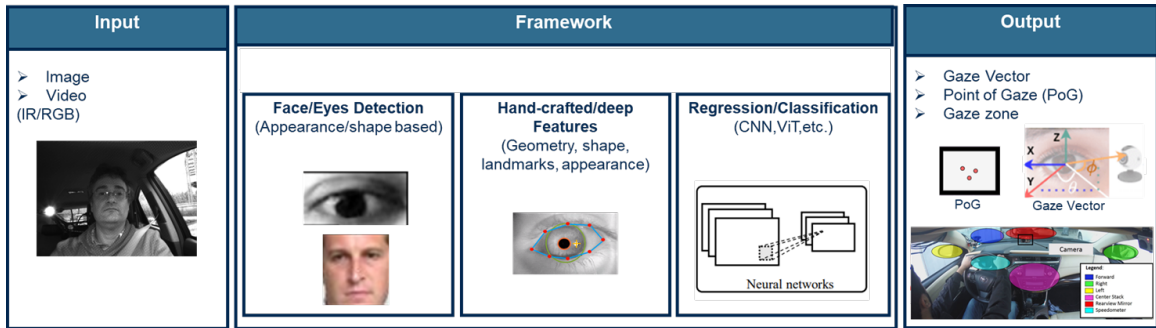 Input
Image
Video
(IR/RGB)
Framework
Face/Eyes Detection
(Appearance/shape based)
Hand-crafted/deep
Features
(Geometry, shape,
landmarks, appearance)
Regression/Classification
(CNN,ViT,etc.)
Neural networks
Output
Gaze Vector
Point of Gaze (PoG)
Gaze zone
PoG
Z
X
Y
ϕ
θ
Gaze Vector
Camera
Legend:
Forward
Right
Left
Center Stack
Rearview Mirror
Speedometer